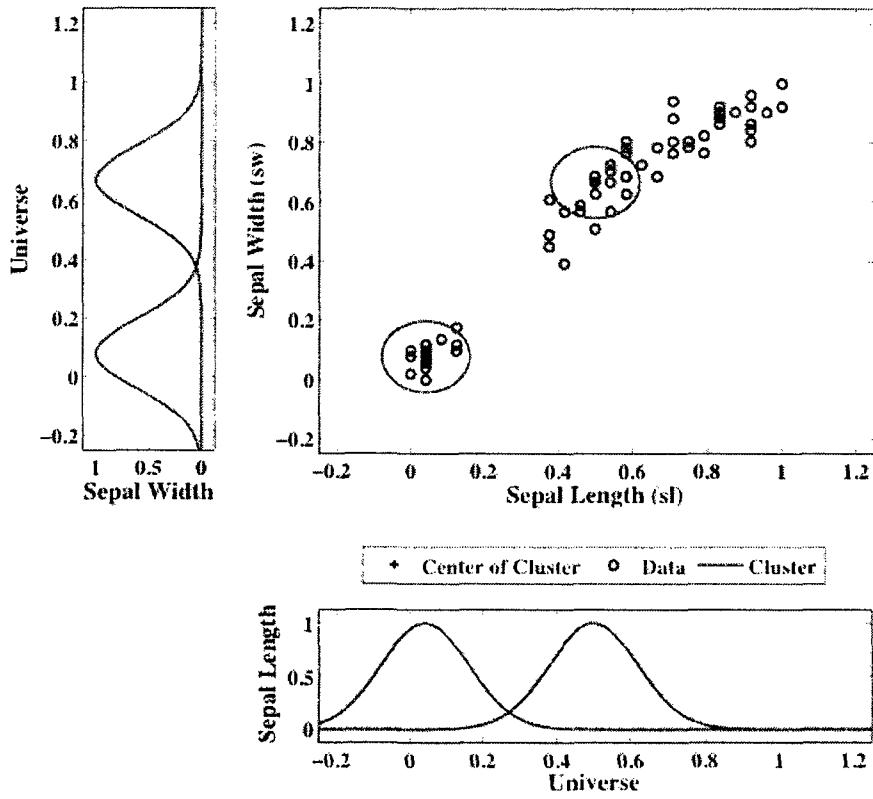 1.2
1
0.8
0.6
0.4
0.2
0
−0.2
Universe
1 0.5 0
Sepal Width
1.2
1
0.8
0.6
0.4
0.2
0
−0.2
Sepal Width (sw)
−0.2 0 0.2 0.4 0.6 0.8 1 1.2
Sepal Length (sl)
Center of Cluster Data Cluster
1
0.5
0
Sepal Length
−0.2 0 0.2 0.4 0.6 0.8 1 1.2
Universe